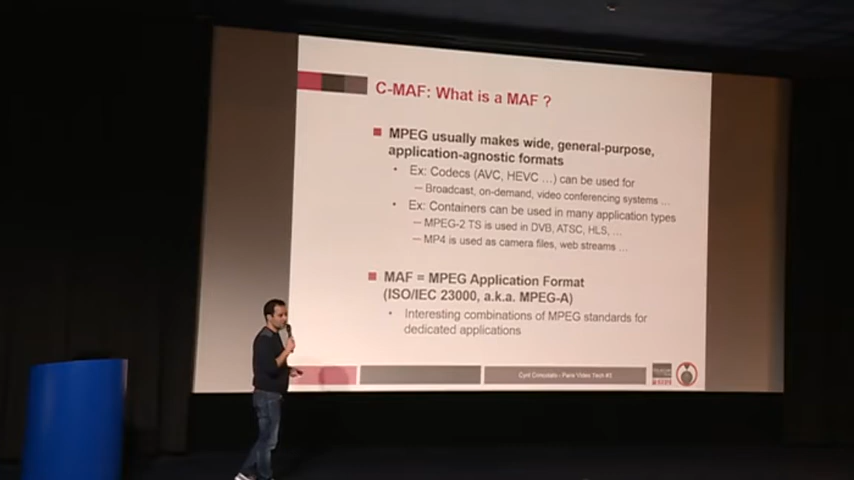 C-MAF: What is a MAF ?
MPEG usually makes wide, general-purpose,
application-agnostic formats
Ex: Codecs (AVC, HEVC ...) can be used for
— Broadcast, on-demand, video conferencing systems ...
Ex: Containers can be used in many application types
— MPEG-2 TS is used in DVB, ATSC, HLS, ...
— MP4 is used as camera files, web streams ...
MAF = MPEG Application Format
(ISO/IEC 23000, a.k.a. MPEG-A)
Interesting combinations of MPEG standards for
dedicated applications
Cyril Concolato - Paris Video Tech #3